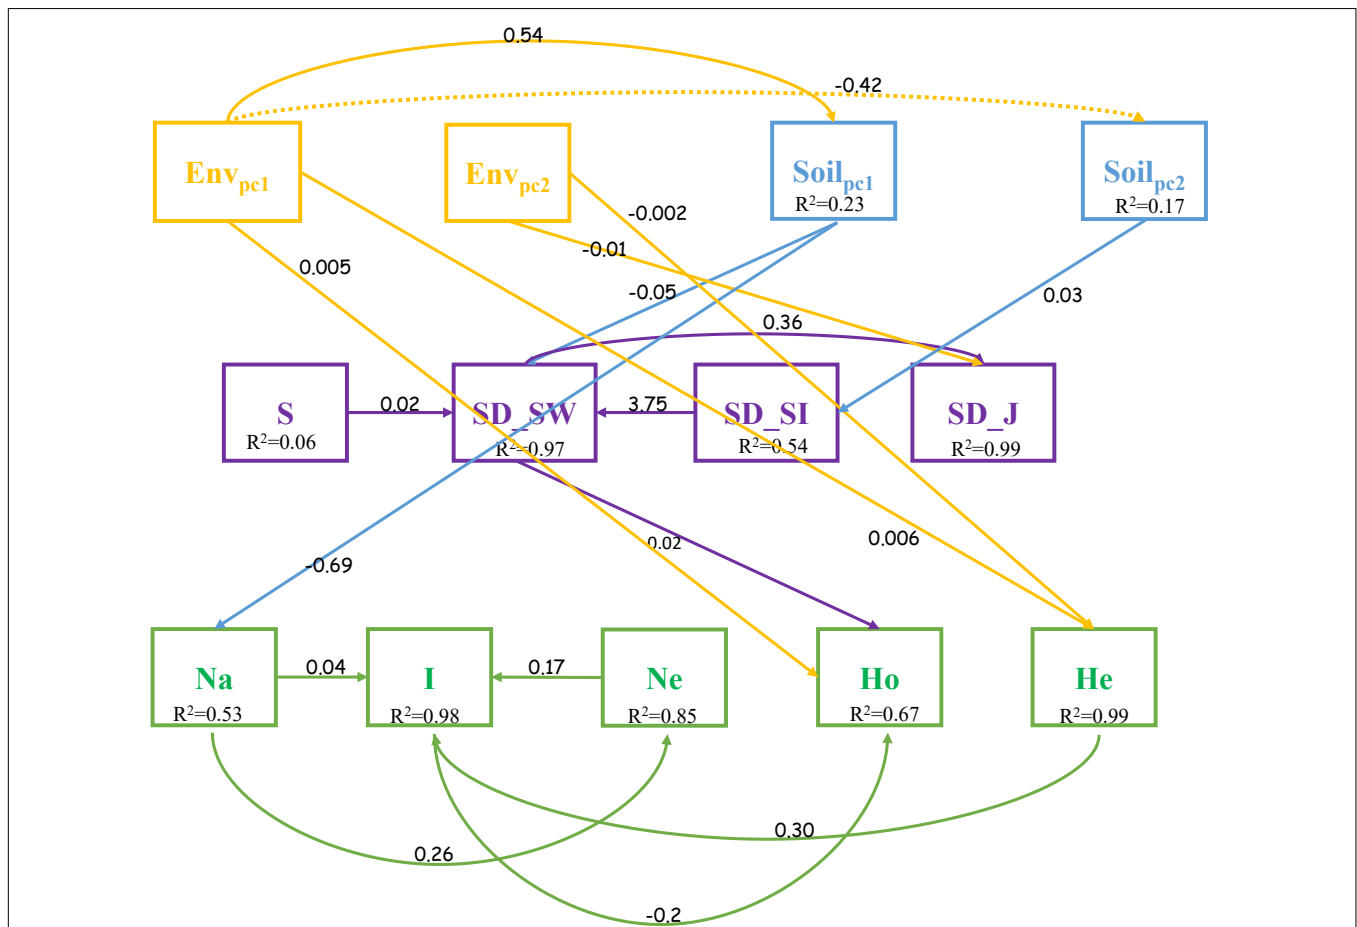 0.54
-0.42
Env_pc1
Env_pc2
Soil_pc1
R²=0.23
Soil_pc2
R²=0.17
-0.002
-0.01
0.005
-0.05
0.03
0.36
S
R²=0.06
0.02
SD_SW
R²=0.97
3.75
SD_SI
R²=0.54
SD_J
R²=0.99
0.02
0.006
-0.69
Na
R²=0.53
0.04
I
R²=0.98
0.17
Ne
R²=0.85
Ho
R²=0.67
He
R²=0.99
0.30
0.26
-0.2